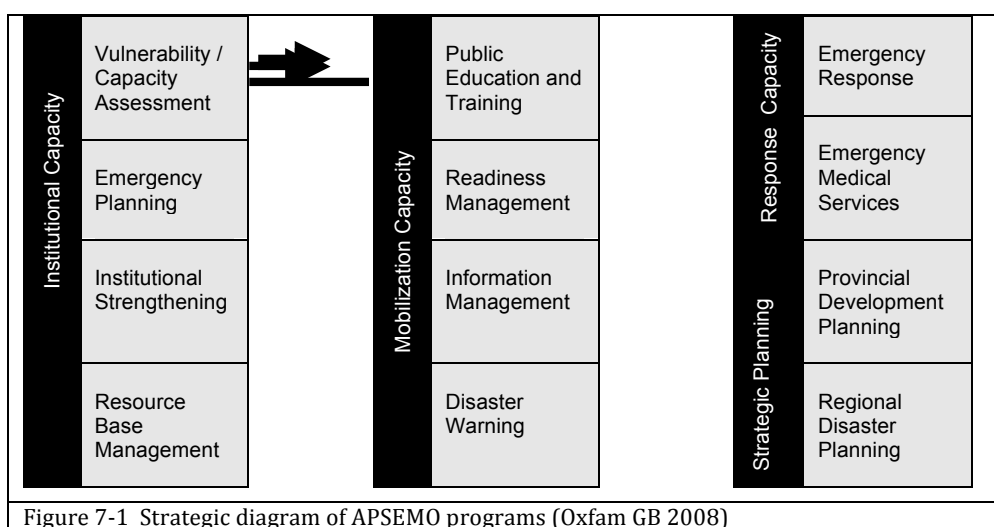 Institutional Capacity
Vulnerability /
Capacity
Assessment
Emergency
Planning
Institutional
Strengthening
Resource
Base
Management
Mobilization Capacity
Public
Education and
Training
Readiness
Management
Information
Management
Disaster
Warning
Response Capacity
Emergency
Response
Emergency
Medical
Services
Strategic Planning
Provincial
Development
Planning
Regional
Disaster
Planning
Figure 7-1 Strategic diagram of APSEMO programs (Oxfam GB 2008)